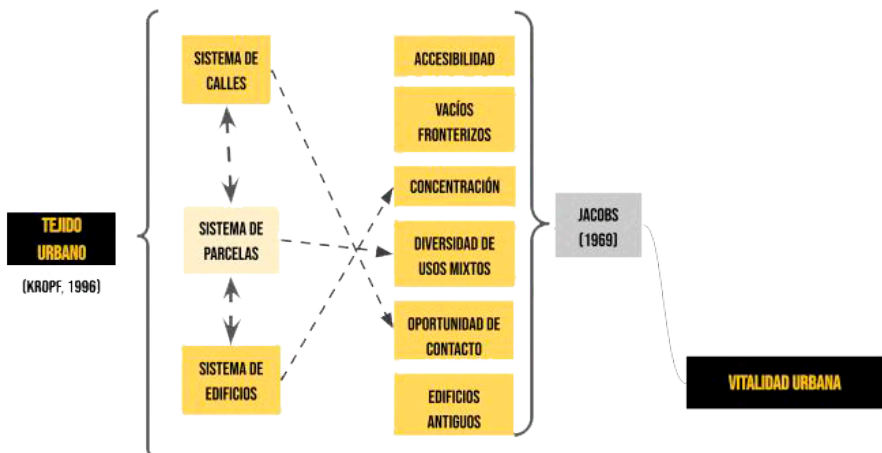 TEJIDO
URBANO
(KROPF, 1996)
SISTEMA DE
CALLES
SISTEMA DE
PARCELAS
SISTEMA DE
EDIFICIOS
ACCESIBILIDAD
VACÍOS
FRONTERIZOS
CONCENTRACIÓN
DIVERSIDAD DE
USOS MIXTOS
OPORTUNIDAD DE
CONTACTO
EDIFICIOS
ANTIGUOS
JACOBS
(1969)
VITALIDAD URBANA